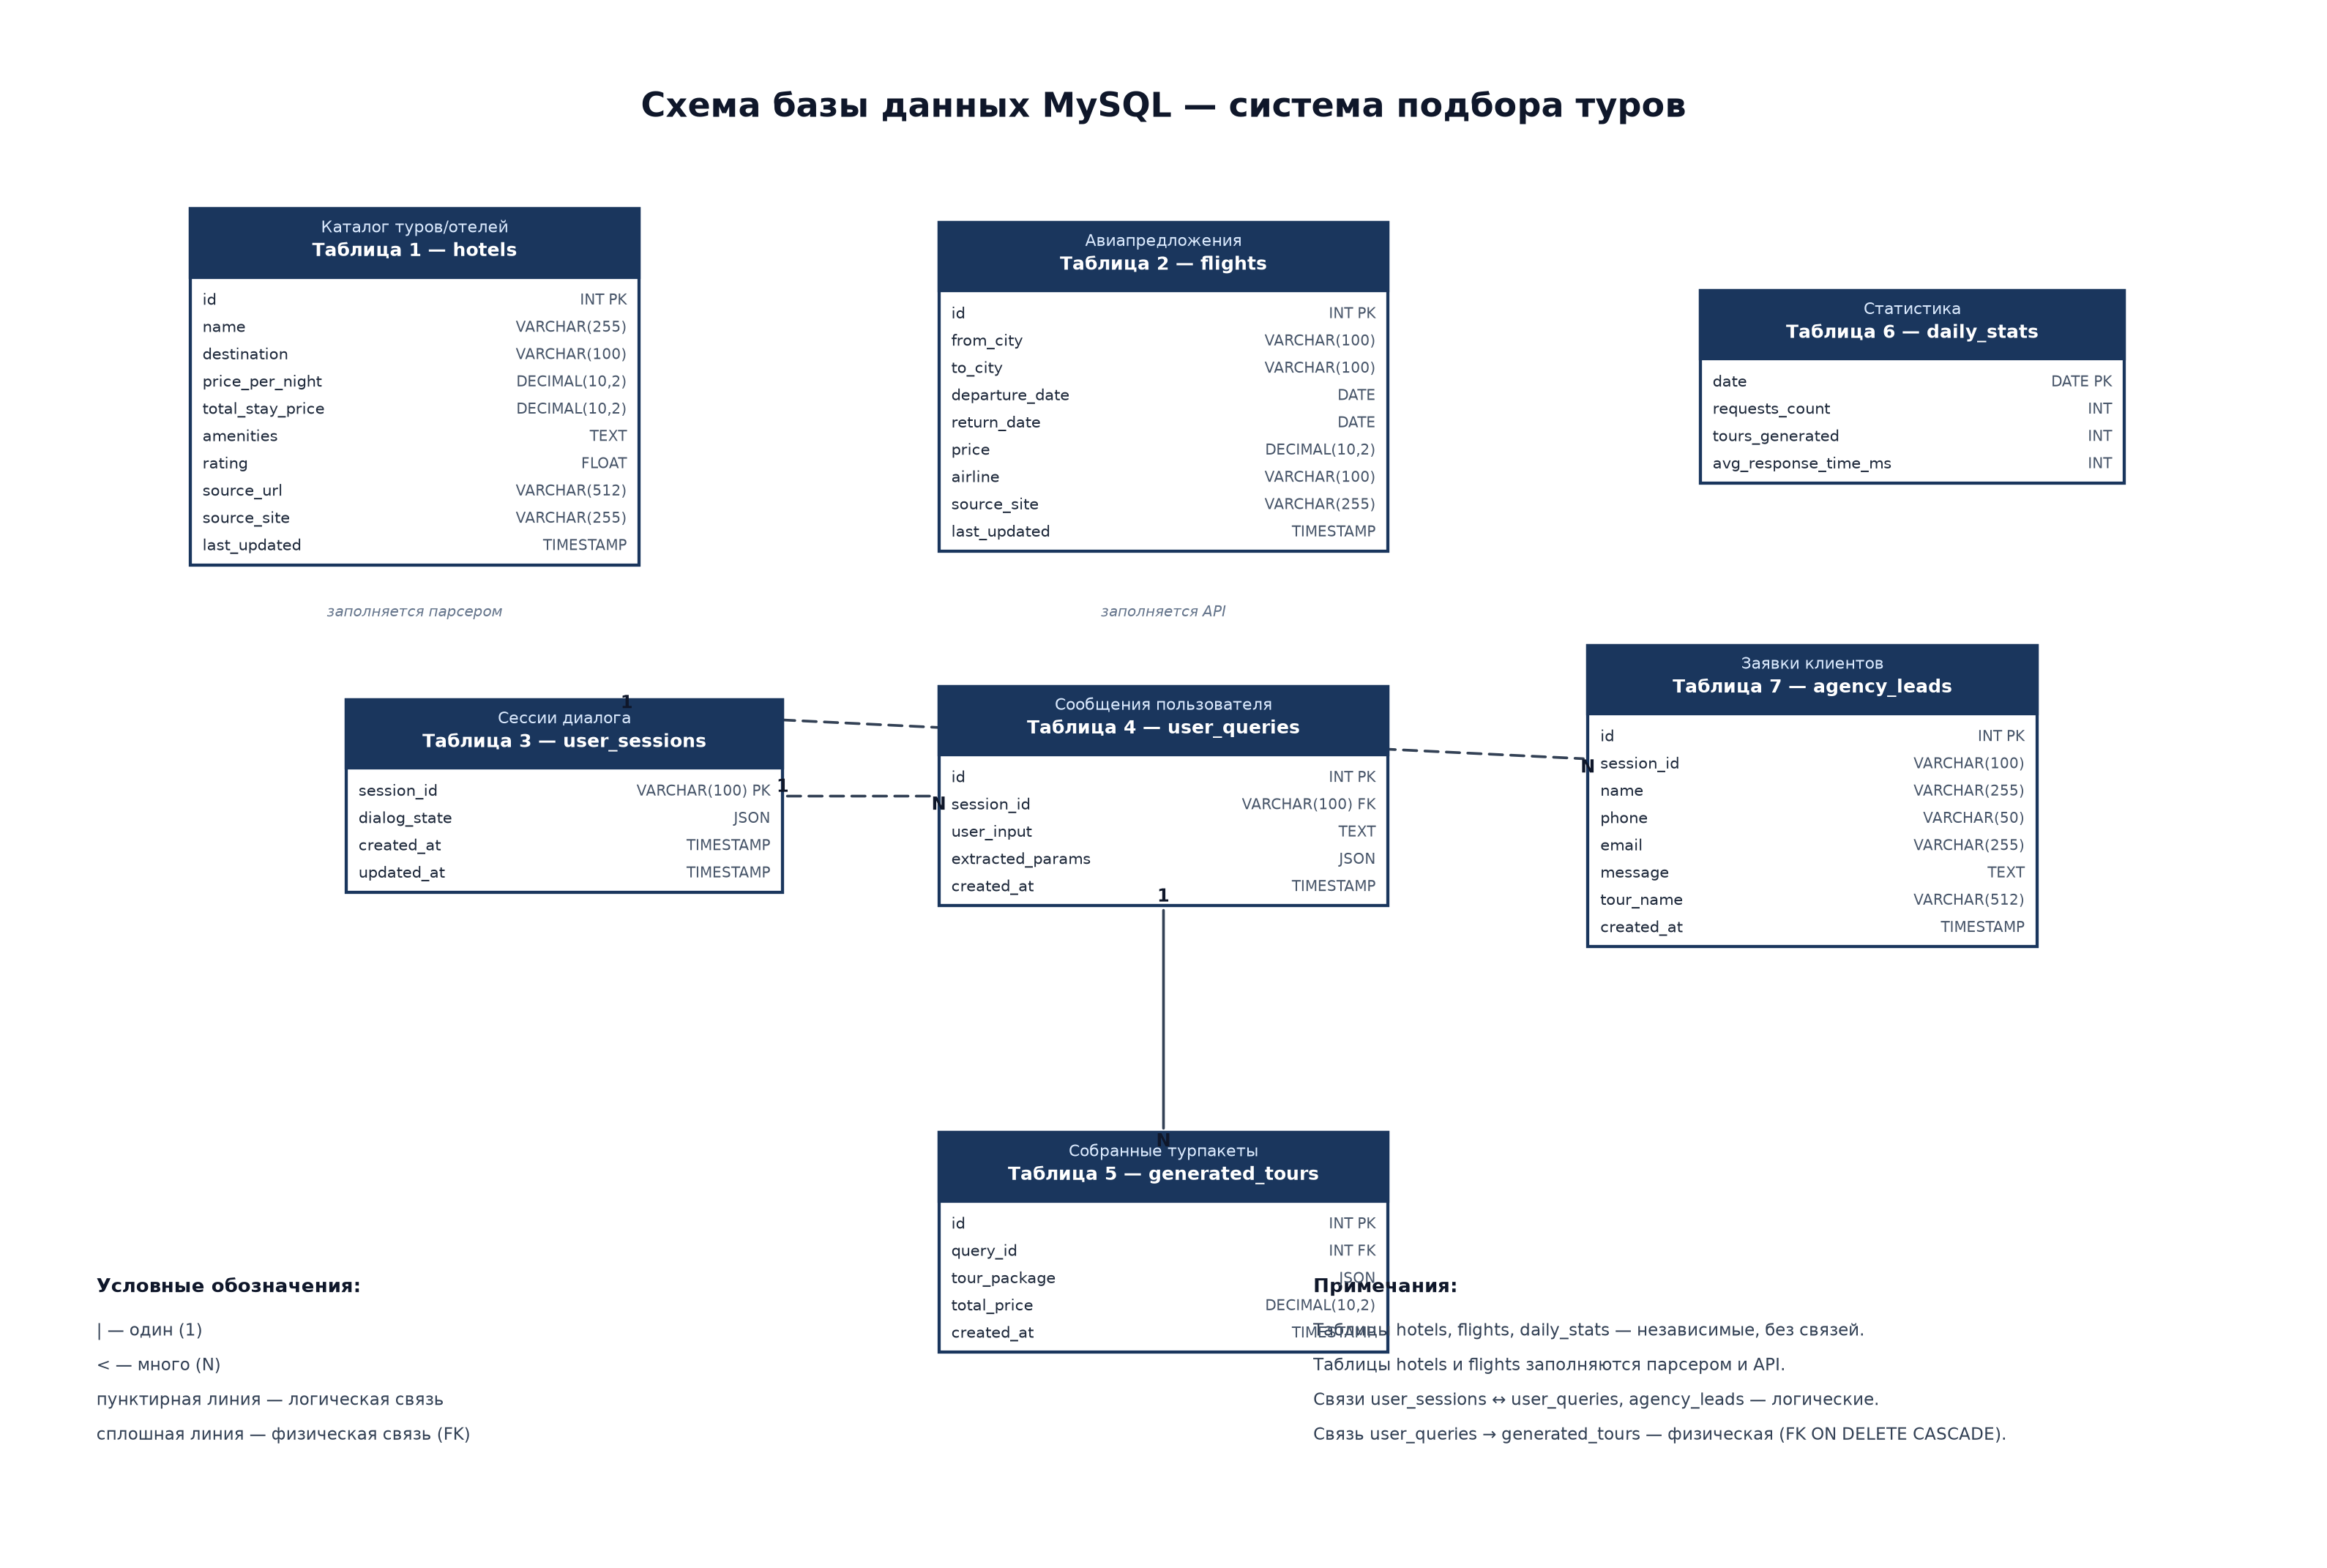 Схема базы данных MySQL — система подбора туров
Каталог туров/отелей
Таблица 1 — hotels
id INT PK
name VARCHAR(255)
destination VARCHAR(100)
price_per_night DECIMAL(10,2)
total_stay_price DECIMAL(10,2)
amenities TEXT
rating FLOAT
source_url VARCHAR(512)
source_site VARCHAR(255)
last_updated TIMESTAMP
заполняется парсером
Авиапредложения
Таблица 2 — flights
id INT PK
from_city VARCHAR(100)
to_city VARCHAR(100)
departure_date DATE
return_date DATE
price DECIMAL(10,2)
airline VARCHAR(100)
source_site VARCHAR(255)
last_updated TIMESTAMP
заполняется API
Статистика
Таблица 6 — daily_stats
date DATE PK
requests_count INT
tours_generated INT
avg_response_time_ms INT
1
Сессии диалога
Таблица 3 — user_sessions
session_id VARCHAR(100) PK
dialog_state JSON
created_at TIMESTAMP
updated_at TIMESTAMP
1
N
Сообщения пользователя
Таблица 4 — user_queries
id INT PK
session_id VARCHAR(100) FK
user_input TEXT
extracted_params JSON
created_at TIMESTAMP
1
N
Заявки клиентов
Таблица 7 — agency_leads
id INT PK
session_id VARCHAR(100)
name VARCHAR(255)
phone VARCHAR(50)
email VARCHAR(255)
message TEXT
tour_name VARCHAR(512)
created_at TIMESTAMP
N
Собранные турпакеты
Таблица 5 — generated_tours
id INT PK
query_id INT FK
tour_package JSON
total_price DECIMAL(10,2)
created_at TIMESTAMP
Условные обозначения:
| — один (1)
< — много (N)
пунктирная линия — логическая связь
сплошная линия — физическая связь (FK)
Примечания:
Таблицы hotels, flights, daily_stats — независимые, без связей.
Таблицы hotels и flights заполняются парсером и API.
Связи user_sessions ↔ user_queries, agency_leads — логические.
Связь user_queries → generated_tours — физическая (FK ON DELETE CASCADE).